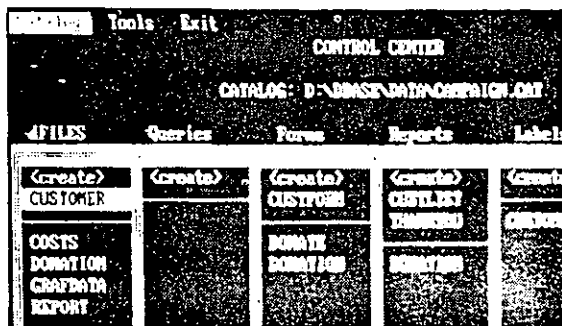 Catalog Tools Exit
CONTROL CENTER
CATALOG: D:\DBASE\DATA\CAMPAIGN.CAT
Queries Forms Reports Labels
<create> <create> <create> <create>
CUSTOMER CUSTFORM CUSTLIST
COSTS DONATE
DONATION DONATION DONATION
GRAFDATA
REPORT